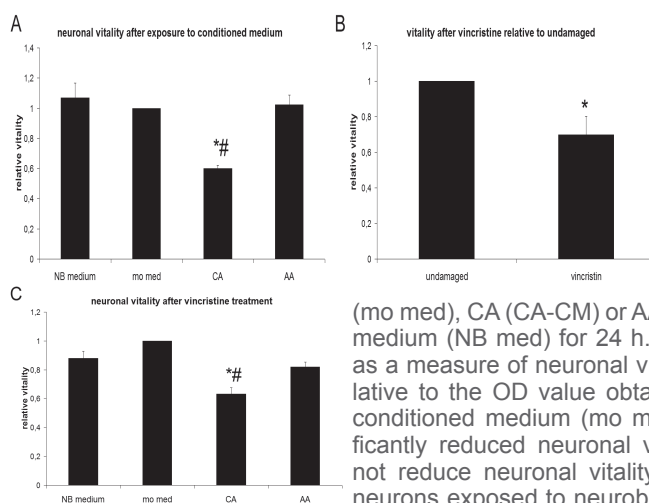 A
neuronal vitality after exposure to conditioned medium
relative vitality
1,4
1,2
1
0,8
0,6
0,4
0,2
0
*#
NB medium mo med CA AA
B
vitality after vincristine relative to undamaged
relative vitality
1,2
1
0,8
0,6
0,4
0,2
0
*
undamaged vincristin
C
neuronal vitality after vincristine treatment
relative vitality
1,2
1
0,8
0,6
0,4
0,2
0
*#
NB medium mo med CA AA
(mo med), CA (CA-CM) or AA
medium (NB med) for 24 h.
as a measure of neuronal v
lative to the OD value obta
conditioned medium (mo m
ficantly reduced neuronal v
not reduce neuronal vitality
neurons exposed to neurob